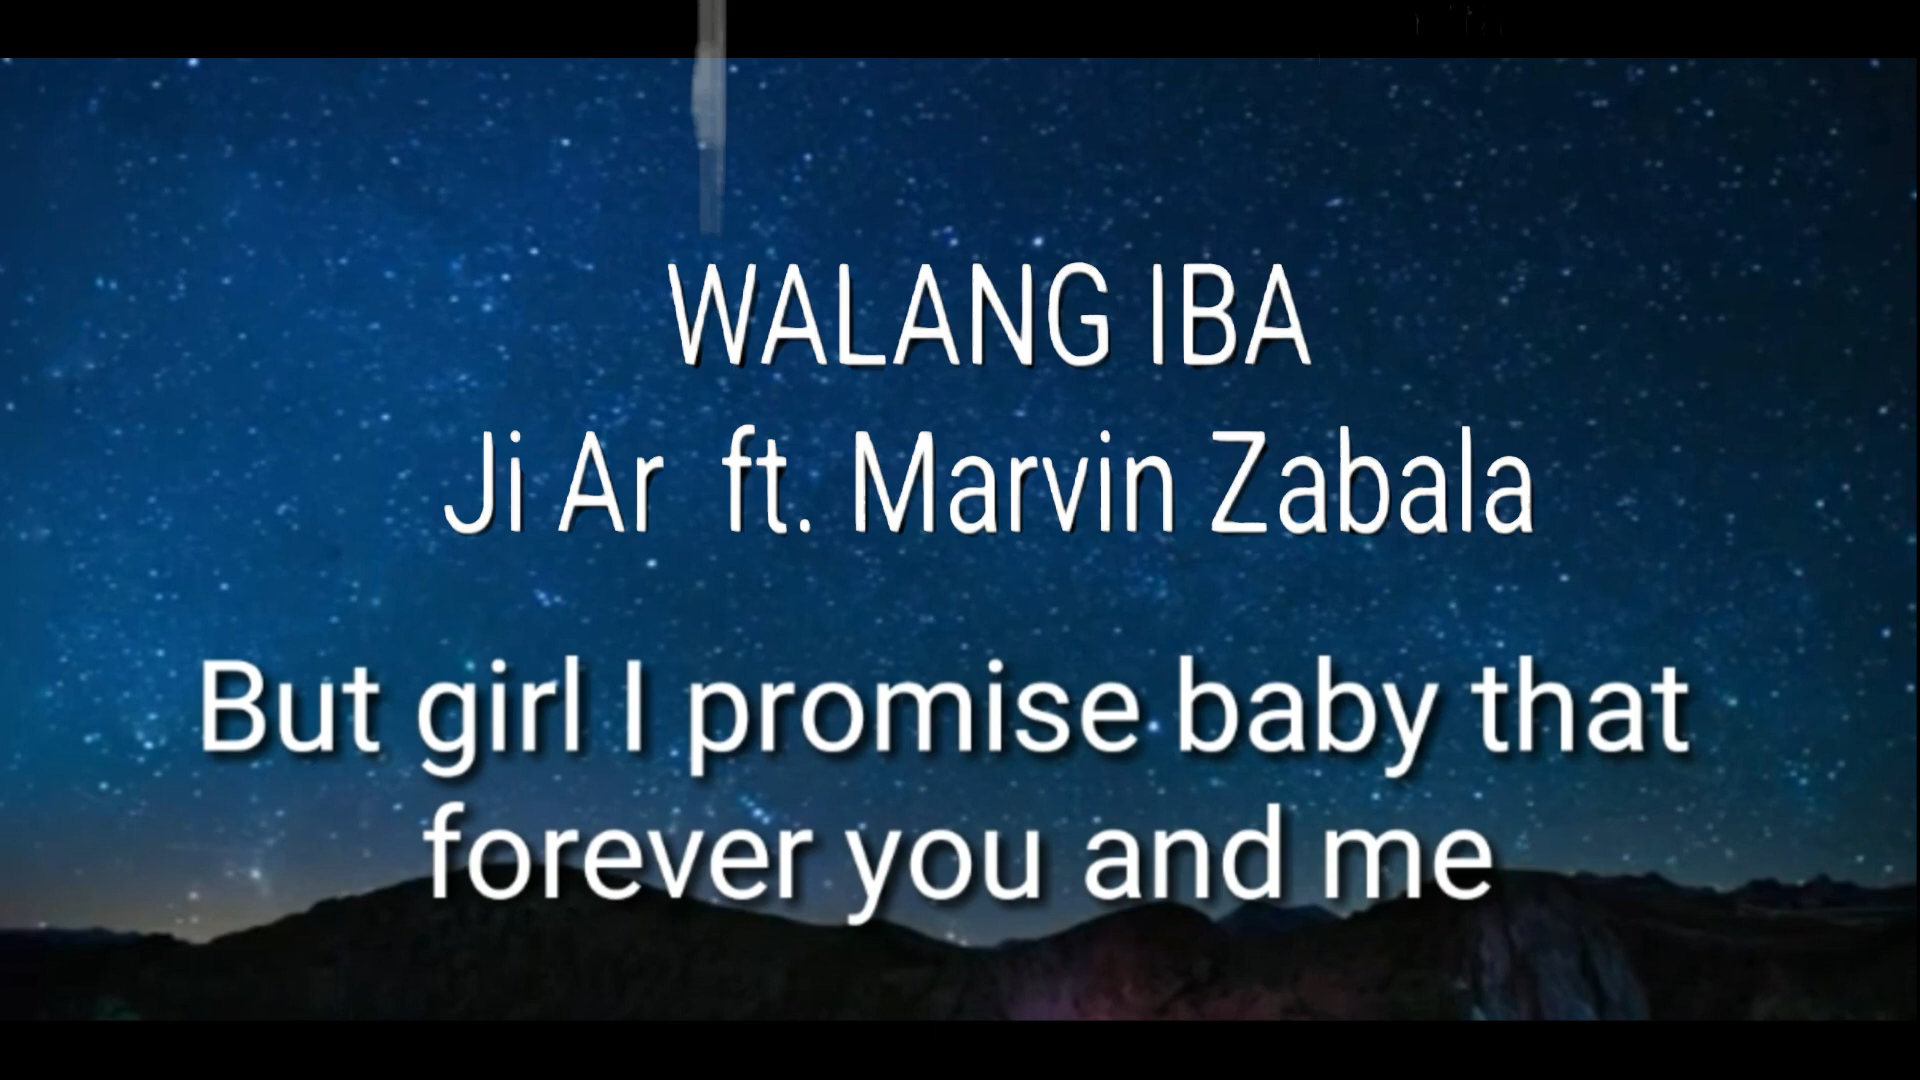 WALANG IBA
Ji Ar ft. Marvin Zabala
But girl I promise baby that
forever you and me